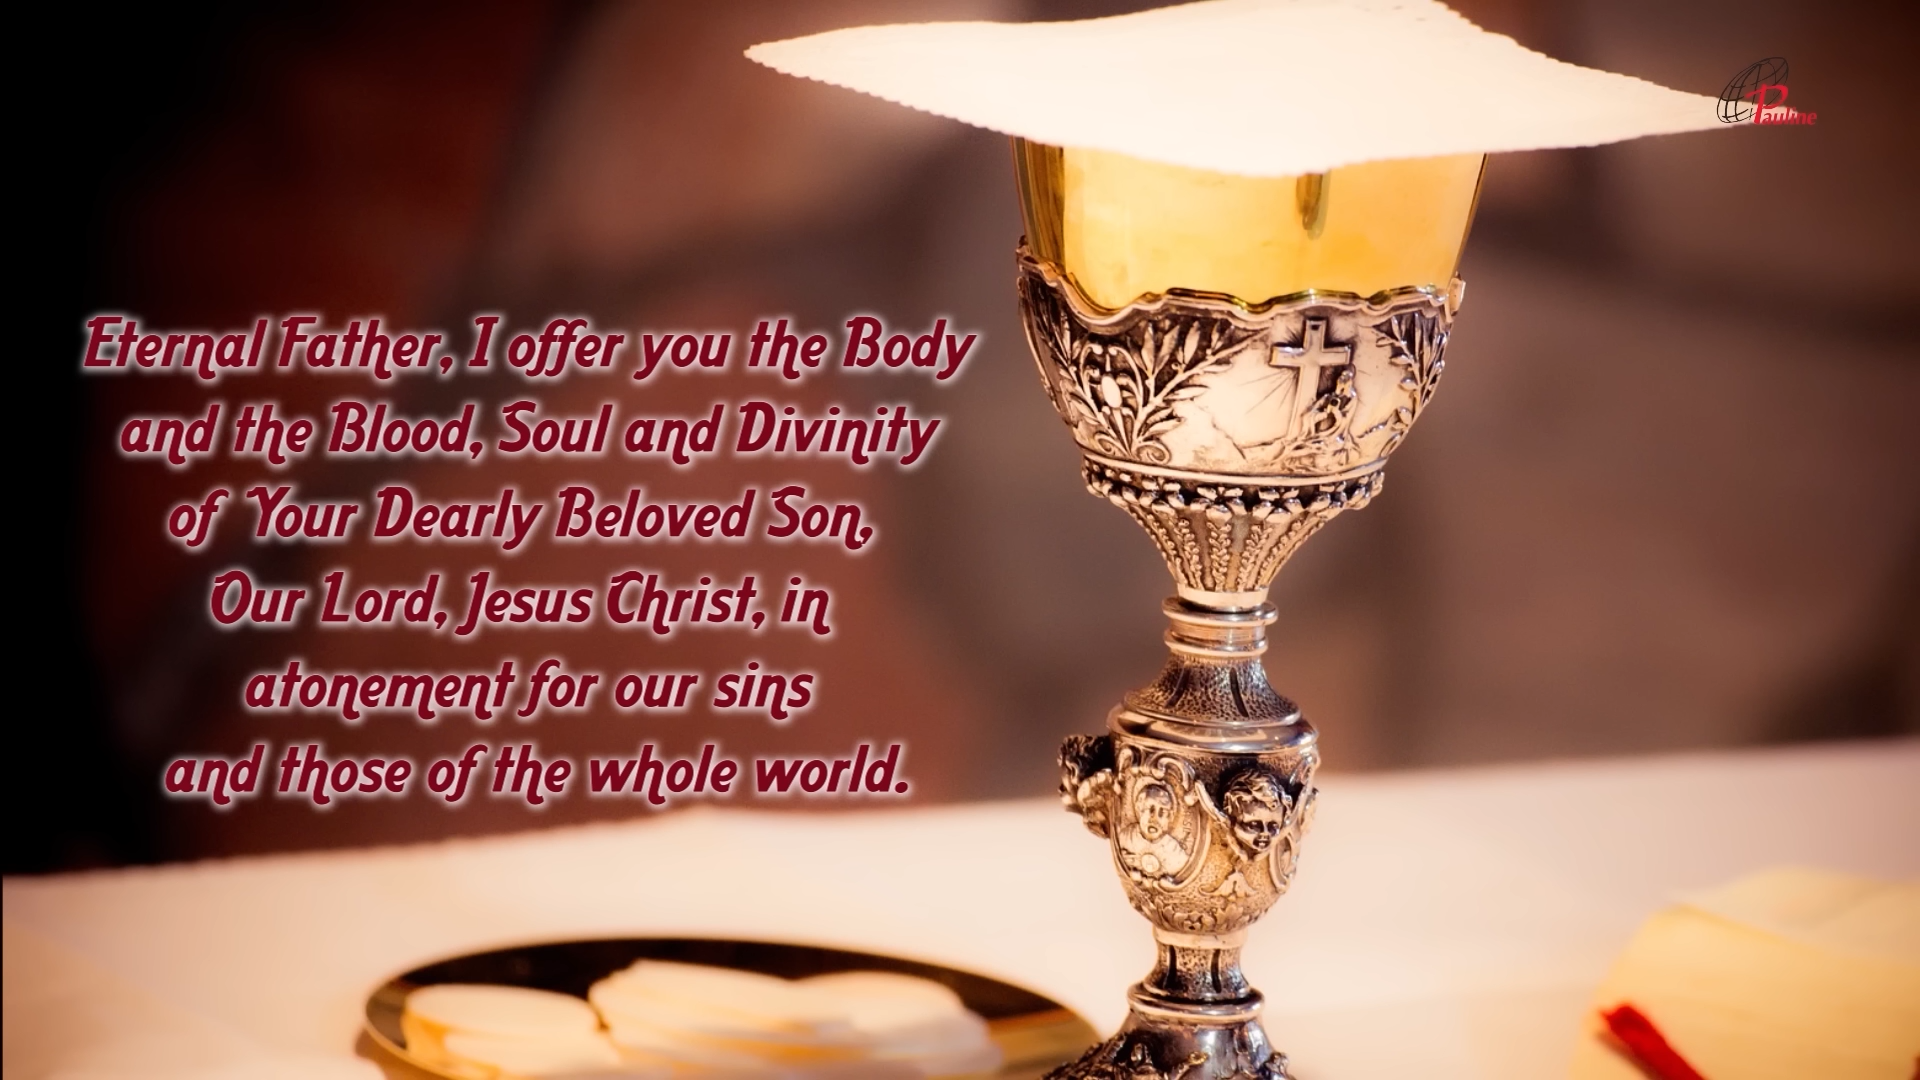 Pauline
Eternal Father, I offer you the Body
and the Blood, Soul and Divinity
of Your Dearly Beloved Son,
Our Lord, Jesus Christ, in
atonement for our sins
and those of the whole world.